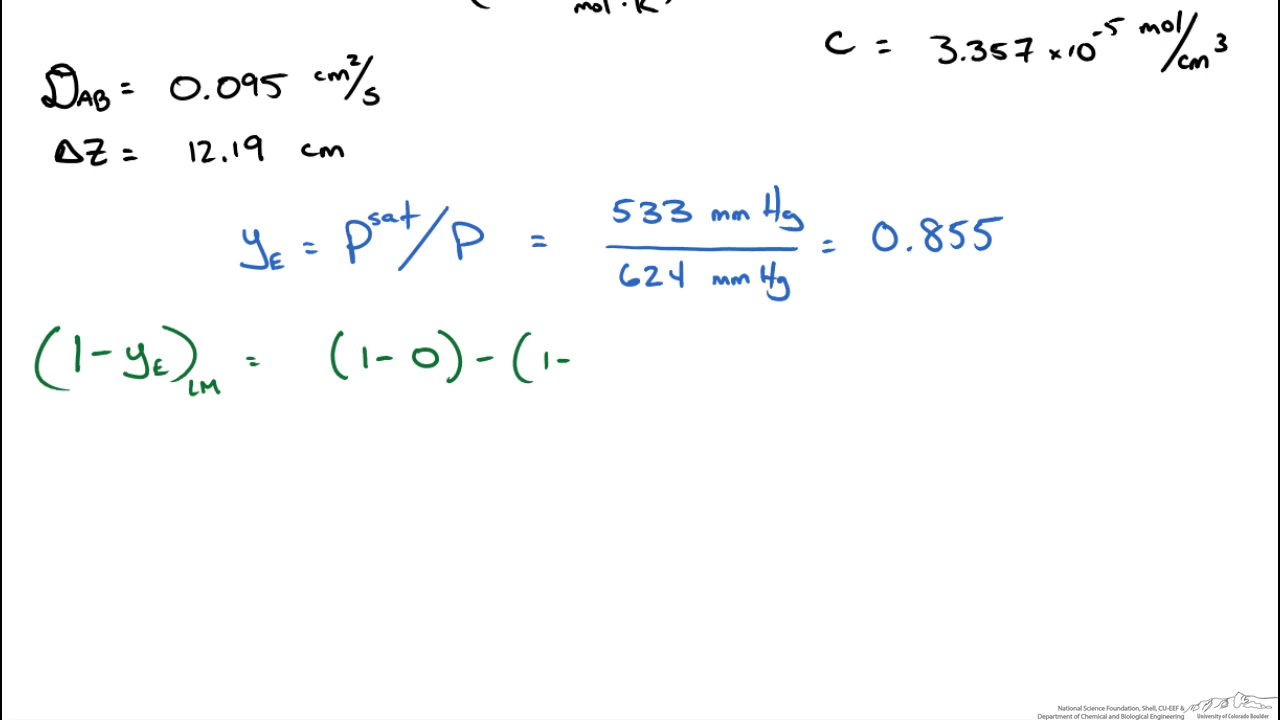 mol · K
C = 3.357 × 10⁻⁵ mol/cm³
𝒟AB = 0.095 cm²/s
ΔZ = 12.19 cm
yE = Psat/P = 533 mm Hg / 624 mm Hg = 0.855
(1 - yE)LM = (1 - 0) - (1 -
National Science Foundation, Shell, CU-EEF &
Department of Chemical and Biological Engineering
University of Colorado Boulder